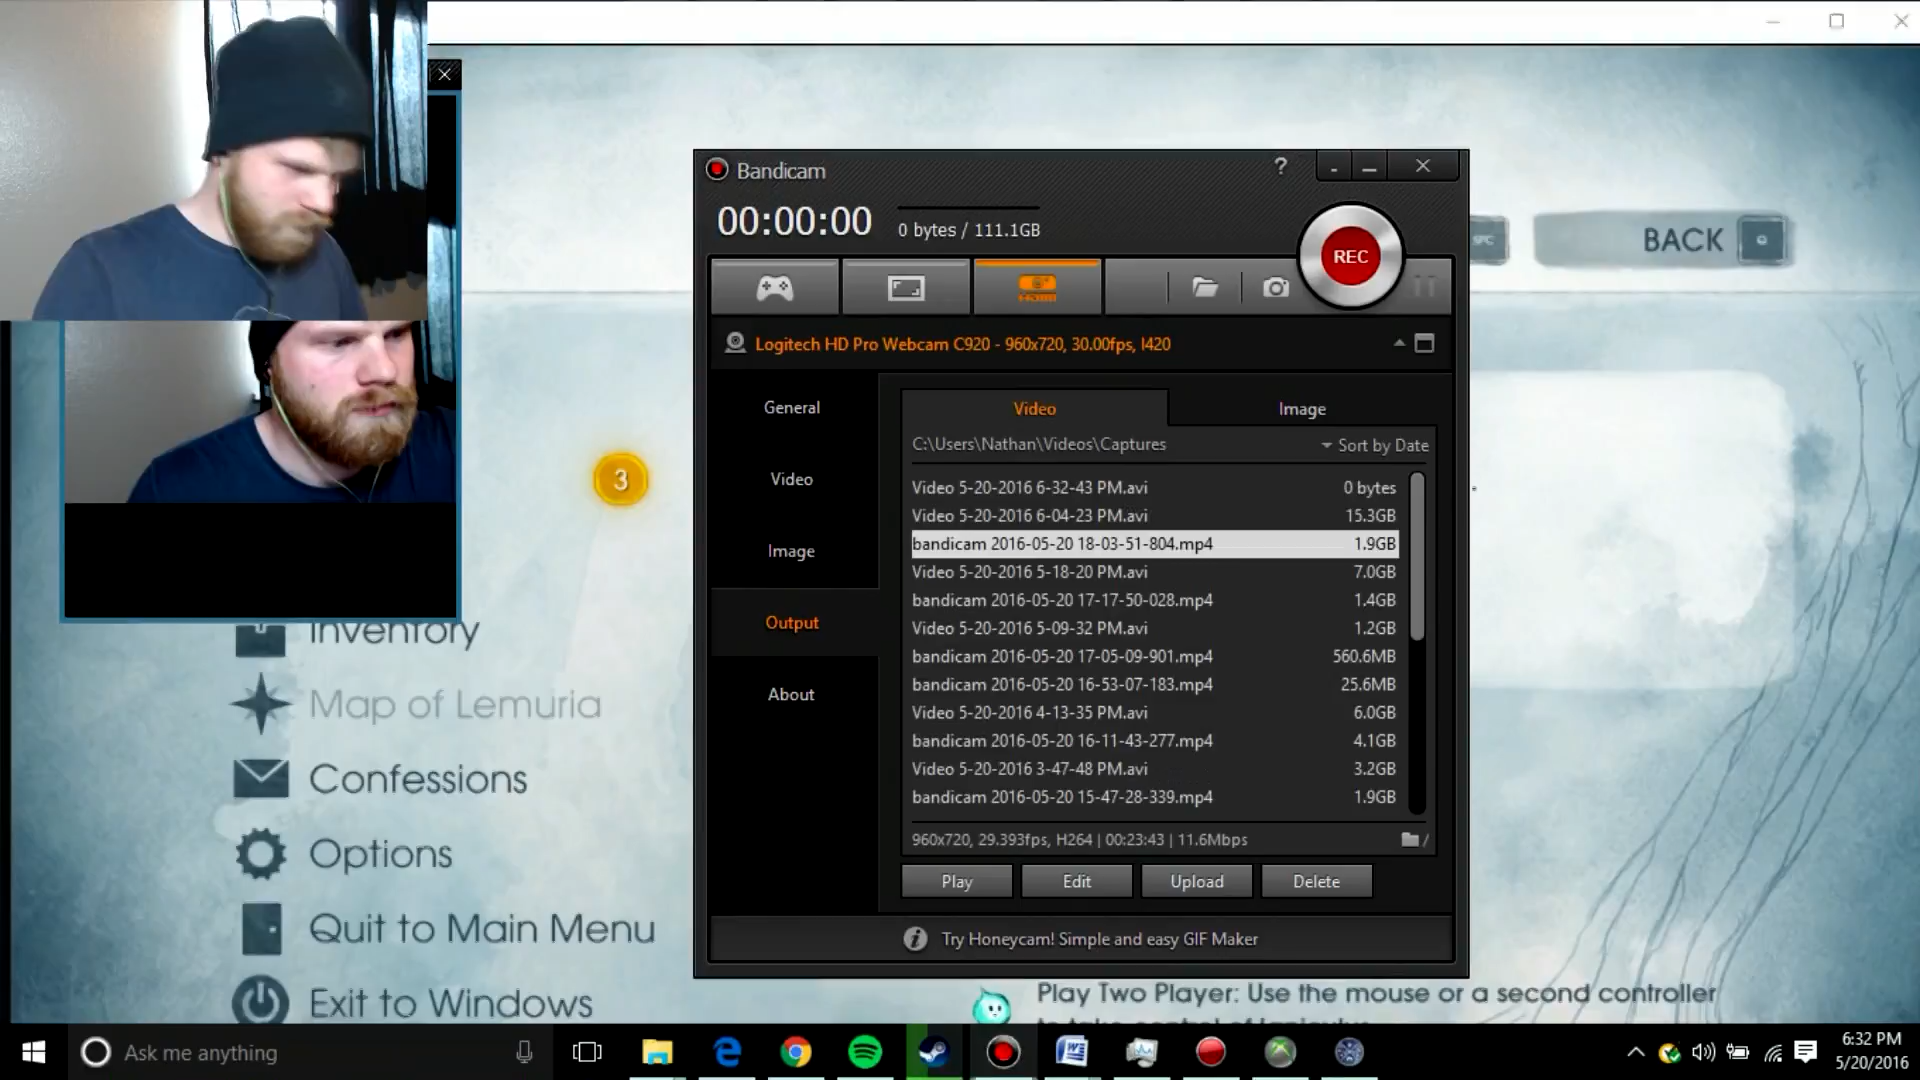 Bandicam
?
00:00:00
0 bytes / 111.1GB
REC
HDMI
BACK
Logitech HD Pro Webcam C920 - 960x720, 30.00fps, I420
General
Video
Image
Output
About
Video
Image
C:\Users\Nathan\Videos\Captures
Sort by Date
Video 5-20-2016 6-32-43 PM.avi 0 bytes
Video 5-20-2016 6-04-23 PM.avi 15.3GB
bandicam 2016-05-20 18-03-51-804.mp4 1.9GB
Video 5-20-2016 5-18-20 PM.avi 7.0GB
bandicam 2016-05-20 17-17-50-028.mp4 1.4GB
Video 5-20-2016 5-09-32 PM.avi 1.2GB
bandicam 2016-05-20 17-05-09-901.mp4 560.6MB
bandicam 2016-05-20 16-53-07-183.mp4 25.6MB
Video 5-20-2016 4-13-35 PM.avi 6.0GB
bandicam 2016-05-20 16-11-43-277.mp4 4.1GB
Video 5-20-2016 3-47-48 PM.avi 3.2GB
bandicam 2016-05-20 15-47-28-339.mp4 1.9GB
960x720, 29.393fps, H264 | 00:23:43 | 11.6Mbps
/
Play Edit Upload Delete
Try Honeycam! Simple and easy GIF Maker
3
Inventory
Map of Lemuria
Confessions
Options
Quit to Main Menu
Exit to Windows
Play Two Player: Use the mouse or a second controller
Ask me anything
6:32 PM
5/20/2016